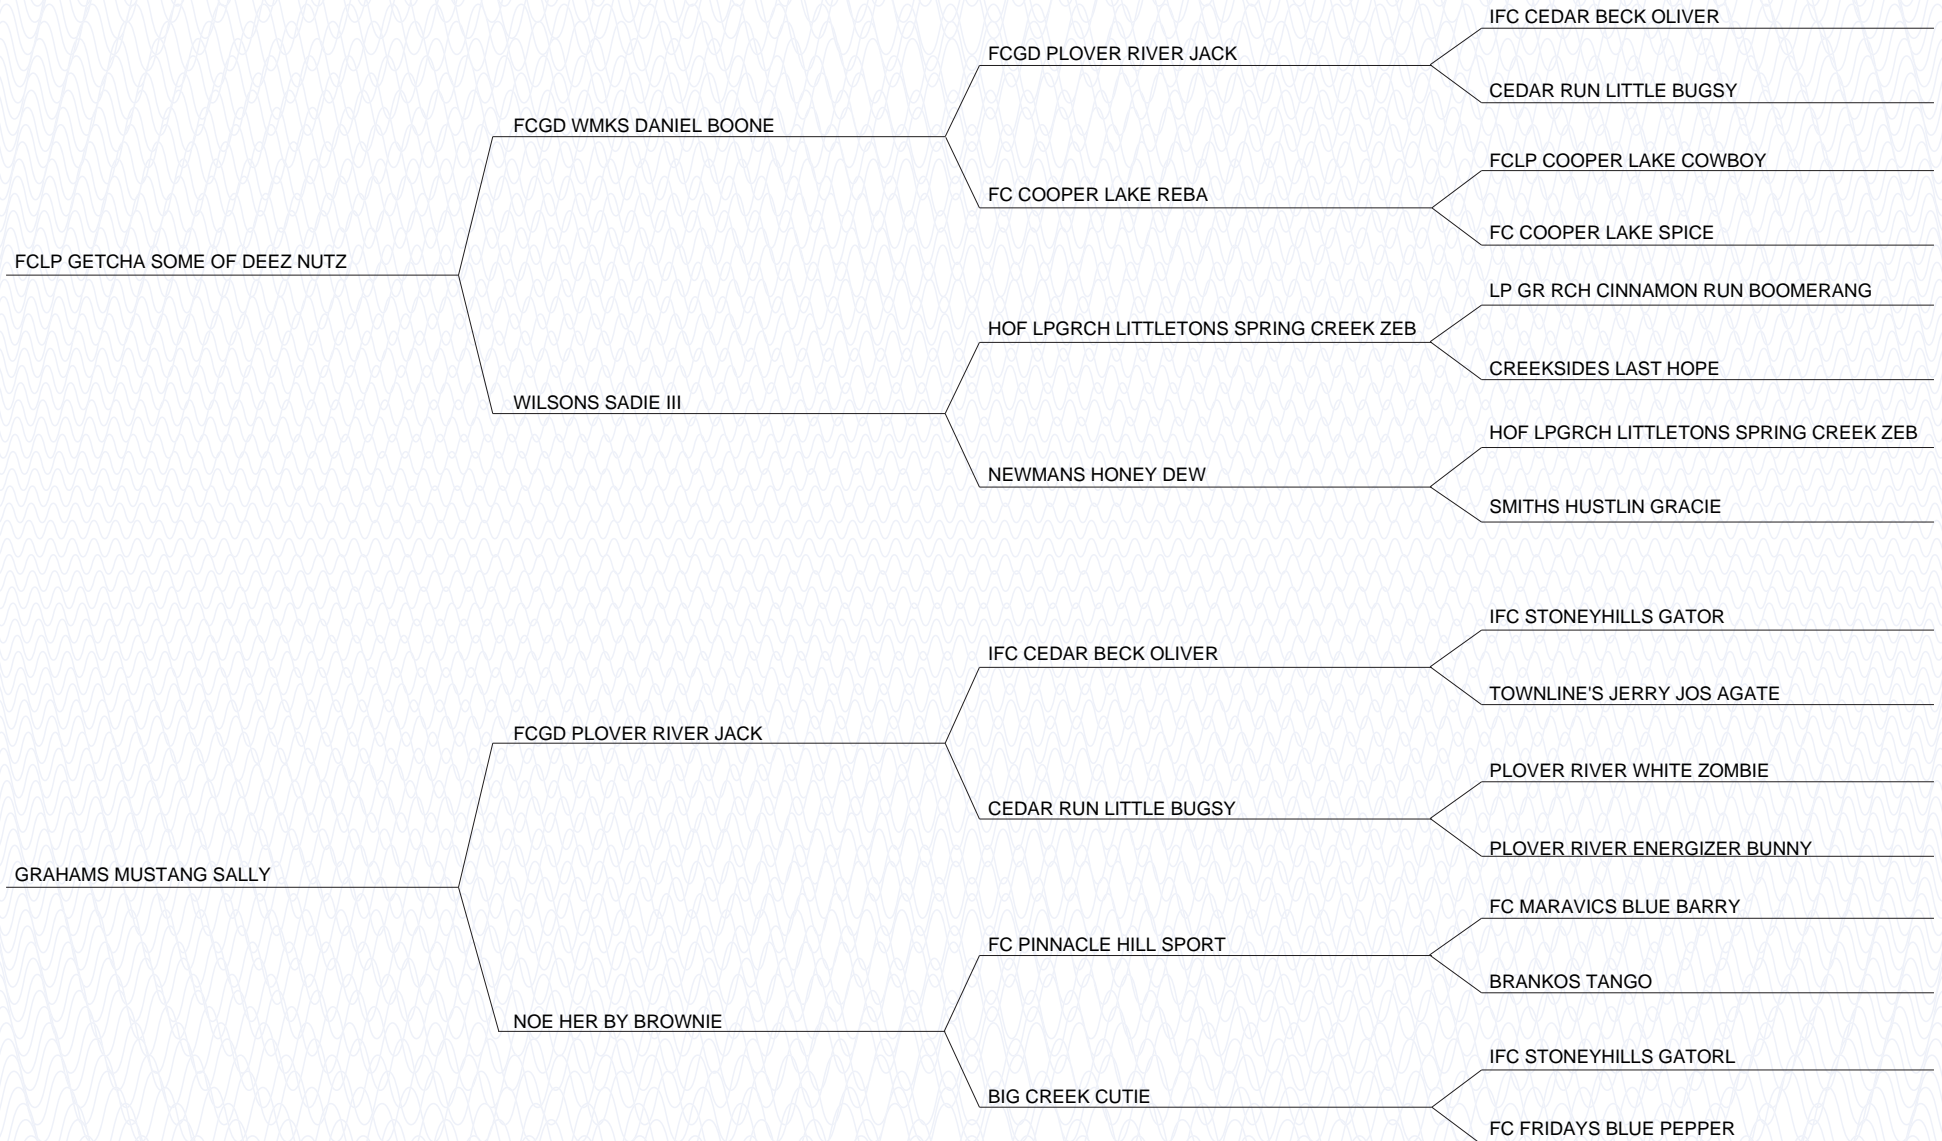 IFC CEDAR BECK OLIVER
FCGD PLOVER RIVER JACK
CEDAR RUN LITTLE BUGSY
FCGD WMKS DANIEL BOONE
FCLP COOPER LAKE COWBOY
FC COOPER LAKE REBA
FC COOPER LAKE SPICE
FCLP GETCHA SOME OF DEEZ NUTZ
LP GR RCH CINNAMON RUN BOOMERANG
HOF LPGRCH LITTLETONS SPRING CREEK ZEB
CREEKSIDES LAST HOPE
WILSONS SADIE III
HOF LPGRCH LITTLETONS SPRING CREEK ZEB
NEWMANS HONEY DEW
SMITHS HUSTLIN GRACIE
IFC STONEYHILLS GATOR
IFC CEDAR BECK OLIVER
TOWNLINE'S JERRY JOS AGATE
FCGD PLOVER RIVER JACK
PLOVER RIVER WHITE ZOMBIE
CEDAR RUN LITTLE BUGSY
PLOVER RIVER ENERGIZER BUNNY
GRAHAMS MUSTANG SALLY
FC MARAVICS BLUE BARRY
FC PINNACLE HILL SPORT
BRANKOS TANGO
NOE HER BY BROWNIE
IFC STONEYHILLS GATORL
BIG CREEK CUTIE
FC FRIDAYS BLUE PEPPER